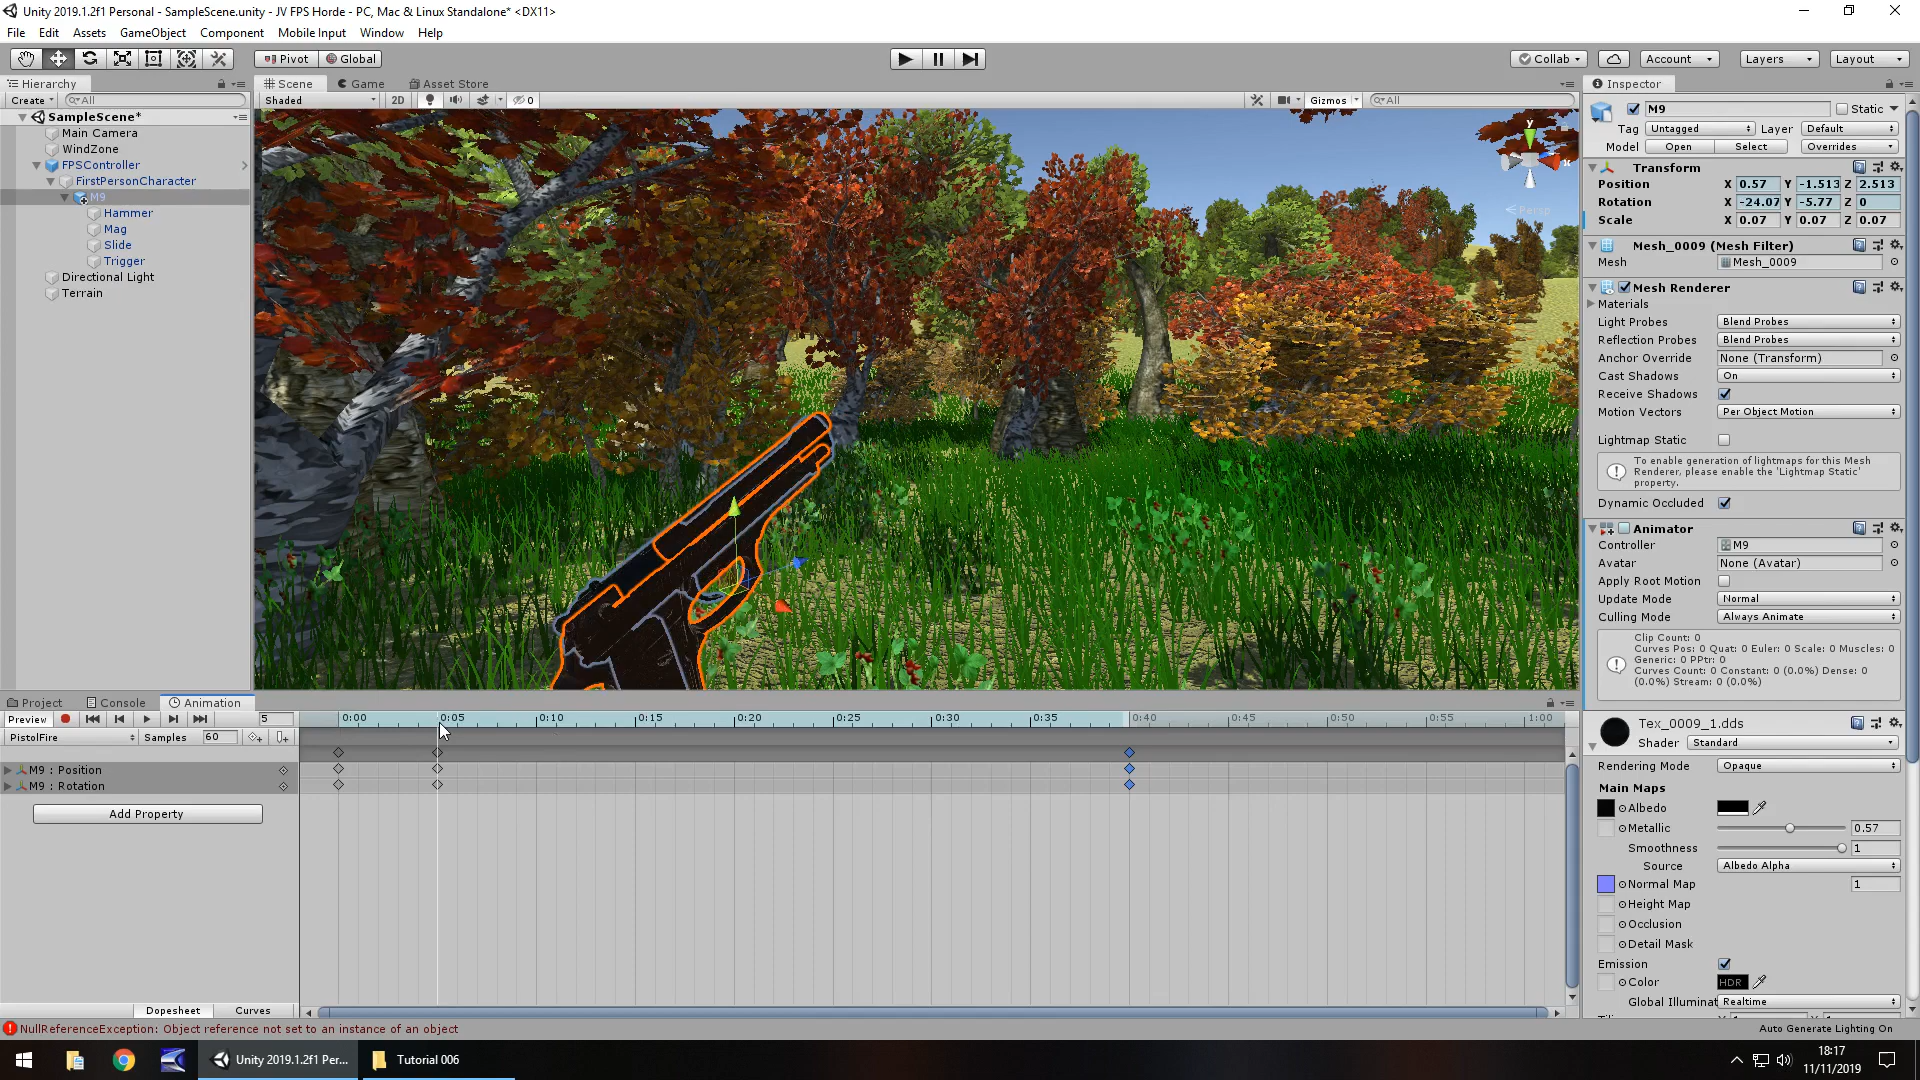 Unity 2019.1.2f1 Personal - SampleScene.unity - JV FPS Horde - PC, Mac & Linux Standalone* <DX11>
File Edit Assets GameObject Component Mobile Input Window Help
Pivot Global Collab Account Layers Layout
Hierarchy Scene Game Asset Store Inspector
Create All Shaded 2D 0 Gizmos All
SampleScene*
Main Camera
WindZone
FPSController
FirstPersonCharacter
M9
Hammer
Mag
Slide
Trigger
Directional Light
Terrain
y
x
Persp
M9 Static
Tag Untagged Layer Default
Model Open Select Overrides
Transform
Position X 0.57 Y -1.513 Z 2.513
Rotation X -24.07 Y -5.77 Z 0
Scale X 0.07 Y 0.07 Z 0.07
Mesh_0009 (Mesh Filter)
Mesh Mesh_0009
Mesh Renderer
Materials
Light Probes Blend Probes
Reflection Probes Blend Probes
Anchor Override None (Transform)
Cast Shadows On
Receive Shadows
Motion Vectors Per Object Motion
Lightmap Static
To enable generation of lightmaps for this Mesh
Renderer, please enable the 'Lightmap Static'
property.
Dynamic Occluded
Animator
Controller M9
Avatar None (Avatar)
Apply Root Motion
Update Mode Normal
Culling Mode Always Animate
Clip Count: 0
Curves Pos: 0 Quat: 0 Euler: 0 Scale: 0 Muscles: 0
Generic: 0 PPtr: 0
Curves Count: 0 Constant: 0 (0.0%) Dense: 0
(0.0%) Stream: 0 (0.0%)
Tex_0009_1.dds
Shader Standard
Rendering Mode Opaque
Main Maps
Albedo
Metallic 0.57
Smoothness 1
Source Albedo Alpha
Normal Map 1
Height Map
Occlusion
Detail Mask
Emission
Color HDR
Global Illuminat Realtime
Project Console Animation
Preview 5 0:00 0:05 0:10 0:15 0:20 0:25 0:30 0:35 0:40 0:45 0:50 0:55 1:00
PistolFire Samples 60
M9 : Position
M9 : Rotation
Add Property
Dopesheet Curves
NullReferenceException: Object reference not set to an instance of an object
Auto Generate Lighting On
Unity 2019.1.2f1 Per... Tutorial 006
18:17
11/11/2019